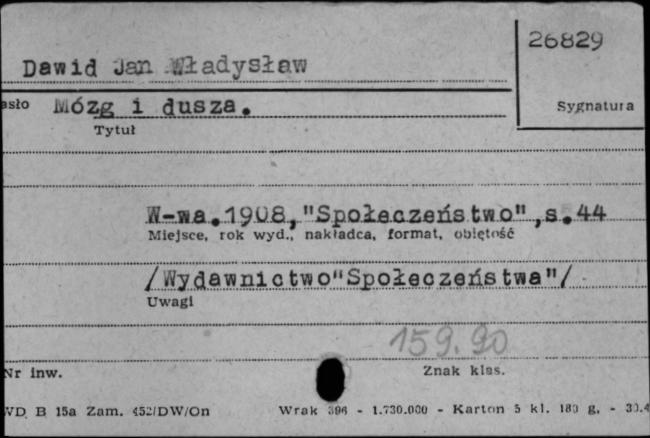 26829
Dawid Jan Władysław
asło Mózg i dusza.
Sygnatura
Tytuł
W-wa.1908,"Społeczeństwo",s.44
Miejsce, rok wyd., nakładca, format, objętość
/Wydawnictwo"Społeczeństwa"/
Uwagi
159.90
Nr inw.
Znak klas.
WD B 15a Zam. 452/DW/On Wrak 396 - 1.730.000 - Karton 5 kl. 180 g, - 30.4